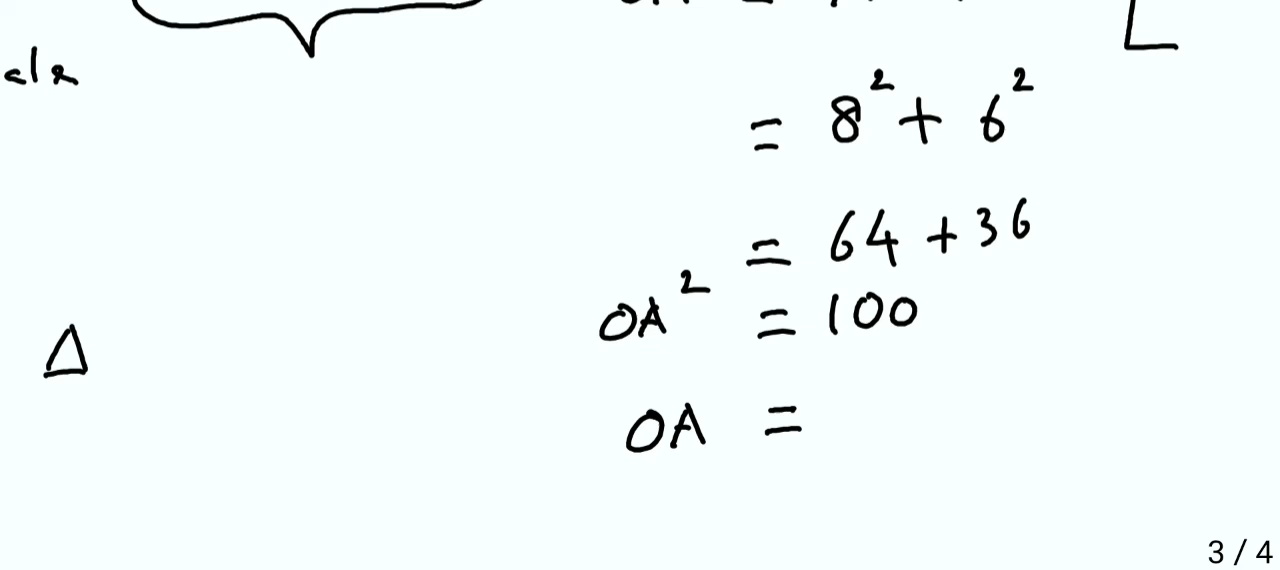 = 8² + 6²
= 64 + 36
OA² = 100
Δ
OA =
3 / 4